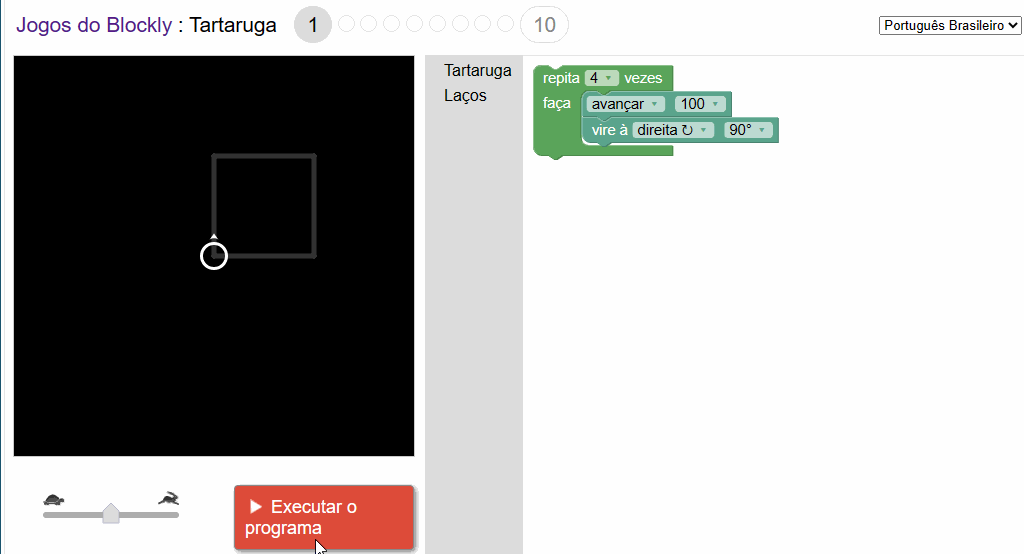 Jogos do Blockly : Tartaruga 1 10 Português Brasileiro
Tartaruga
Laços
repita 4 vezes
faça avançar 100
vire à direita ↻ 90°
Executar o
programa